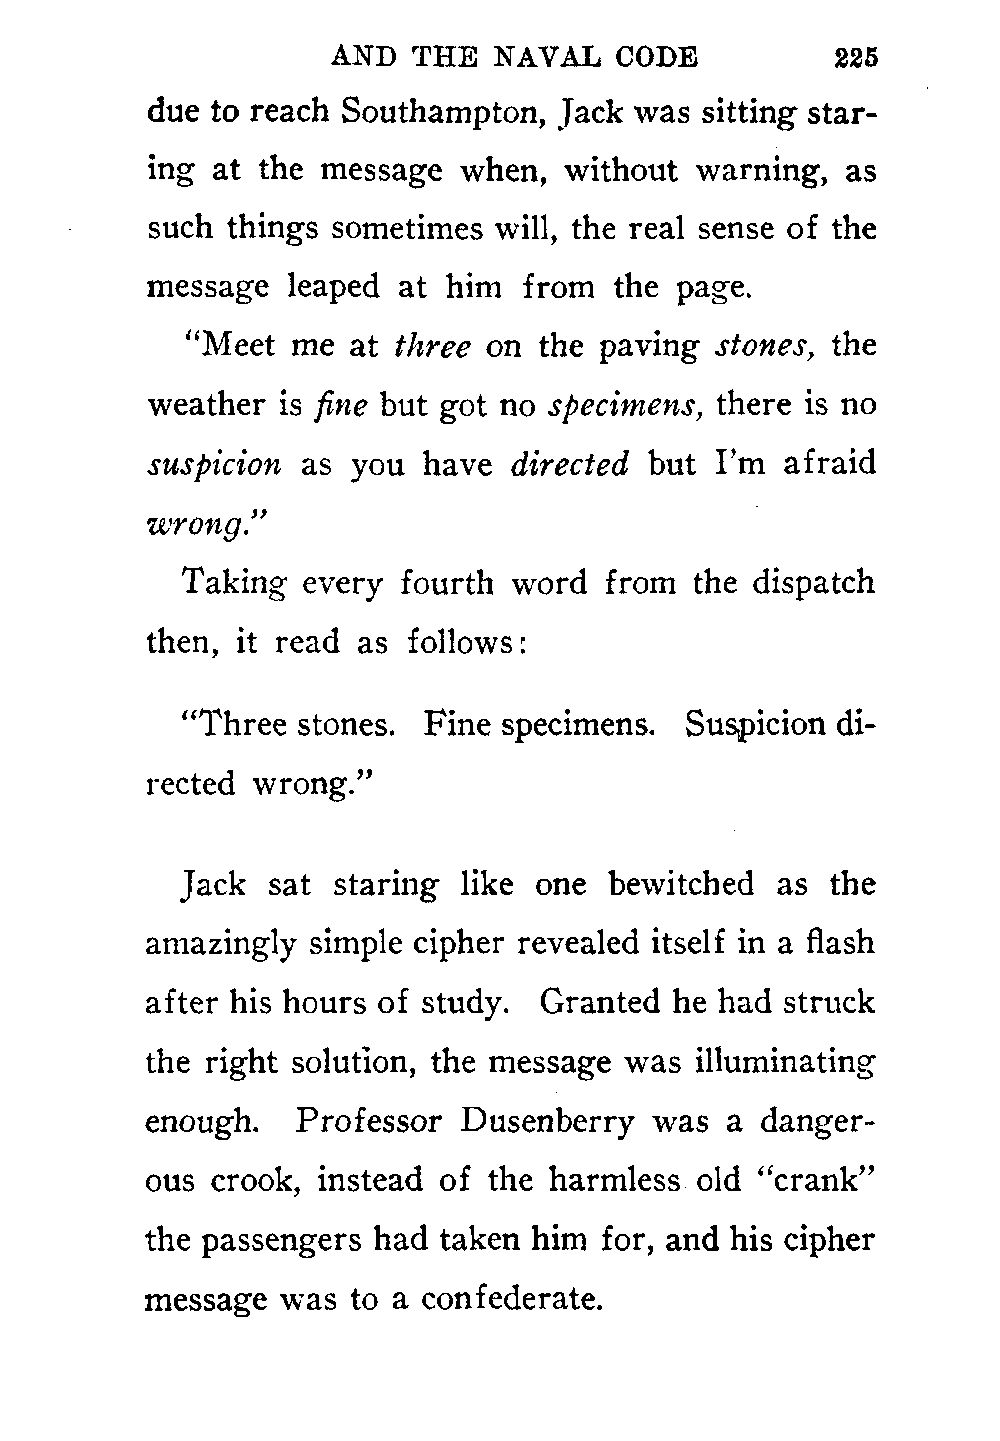 AND THE NAVAL CODE 225
due to reach Southampton, Jack was sitting star-
ing at the message when, without warning, as
such things sometimes will, the real sense of the
message leaped at him from the page.
"Meet me at three on the paving stones, the
weather is fine but got no specimens, there is no
suspicion as you have directed but I'm afraid
wrong."
Taking every fourth word from the dispatch
then, it read as follows:
"Three stones. Fine specimens. Suspicion di-
rected wrong."
Jack sat staring like one bewitched as the
amazingly simple cipher revealed itself in a flash
after his hours of study. Granted he had struck
the right solution, the message was illuminating
enough. Professor Dusenberry was a danger-
ous crook, instead of the harmless old "crank"
the passengers had taken him for, and his cipher
message was to a confederate.